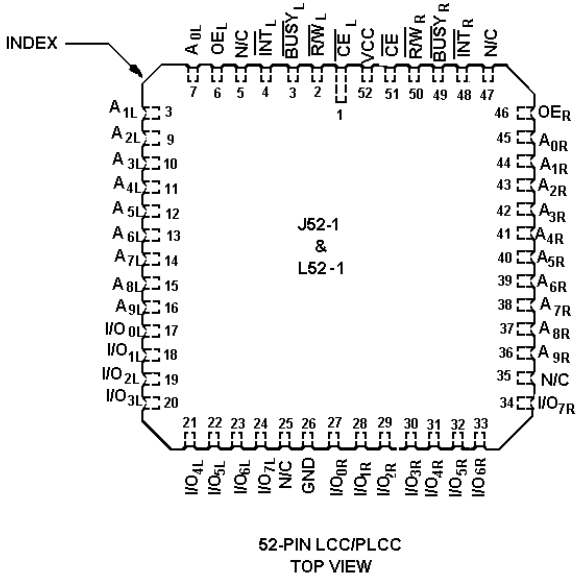 INDEX
A0L OEL N/C INTL BUSYL R/WL CEL VCC CE R/WR BUSYR INTR N/C
7 6 5 4 3 2 1 52 51 50 49 48 47
A1L 3
A2L 9
A3L 10
A4L 11
A5L 12
A6L 13
A7L 14
A8L 15
A9L 16
I/O0L 17
I/O1L 18
I/O2L 19
I/O3L 20
J52-1
&
L52-1
46 OER
45 A0R
44 A1R
43 A2R
42 A3R
41 A4R
40 A5R
39 A6R
38 A7R
37 A8R
36 A9R
35 N/C
34 I/O7R
21 22 23 24 25 26 27 28 29 30 31 32 33
I/O4L I/O5L I/O6L I/O7L N/C GND I/O0R I/O1R I/O2R I/O3R I/O4R I/O5R I/O6R
52-PIN LCC/PLCC
TOP VIEW